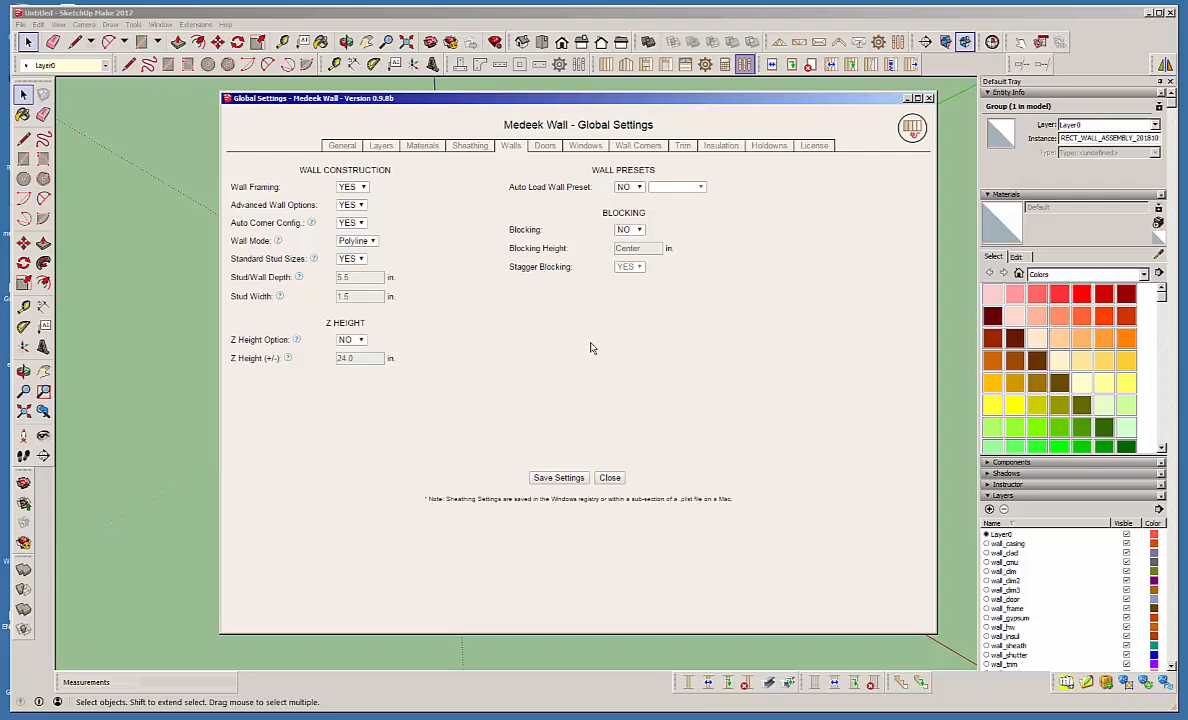 Untitled - SketchUp Make 2017
File Edit View Camera Draw Tools Window Extensions Help
Layer0
Default Tray
Entity Info
Group (1 in model)
Layer: Layer0
Instance: RECT_WALL_ASSEMBLY_201810
Type: Type: <undefined>
Materials
Default
Select Edit
Colors
Components
Shadows
Instructor
Layers
Name Visible Color
Layer0
wall_casing
wall_clad
wall_cmu
wall_dim
wall_dim2
wall_dim3
wall_door
wall_frame
wall_gypsum
wall_hw
wall_insul
wall_sheath
wall_shutter
wall_trim
Global Settings - Medeek Wall - Version 0.9.8b
Medeek Wall - Global Settings
General Layers Materials Sheathing Walls Doors Windows Wall Corners Trim Insulation Holdowns License
WALL CONSTRUCTION
Wall Framing: YES
Advanced Wall Options: YES
Auto Corner Config.: YES
Wall Mode: Polyline
Standard Stud Sizes: YES
Stud/Wall Depth: 5.5 in.
Stud Width: 1.5 in.
Z HEIGHT
Z Height Option: NO
Z Height (+/-): 24.0 in.
WALL PRESETS
Auto Load Wall Preset: NO
BLOCKING
Blocking: NO
Blocking Height: Center in.
Stagger Blocking: YES
Save Settings Close
* Note: Sheathing Settings are saved in the Windows registry or within a sub-section of a .plist file on a Mac.
Measurements
Select objects. Shift to extend select. Drag mouse to select multiple.